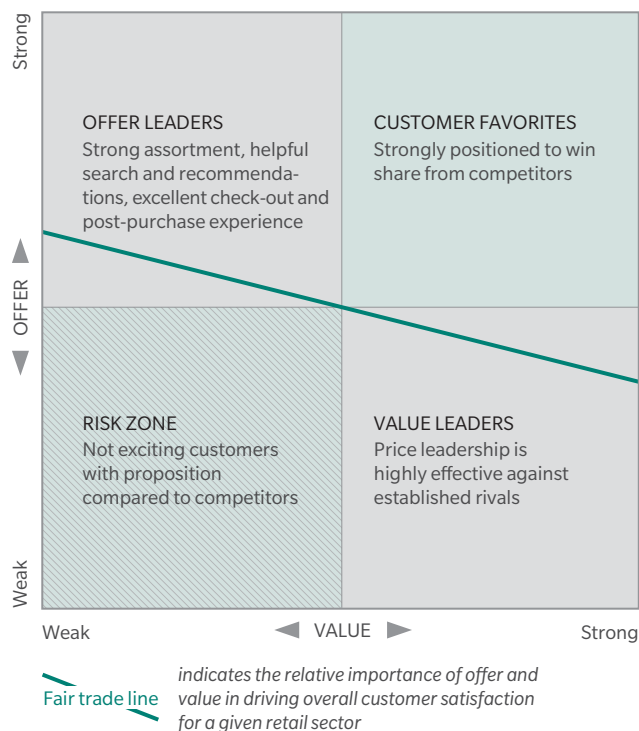 Strong
OFFER LEADERS
Strong assortment, helpful
search and recommenda-
tions, excellent check-out and
post-purchase experience
CUSTOMER FAVORITES
Strongly positioned to win
share from competitors
OFFER
RISK ZONE
Not exciting customers
with proposition
compared to competitors
VALUE LEADERS
Price leadership is
highly effective against
established rivals
Weak
Weak
VALUE
Strong
Fair trade line
indicates the relative importance of offer and
value in driving overall customer satisfaction
for a given retail sector